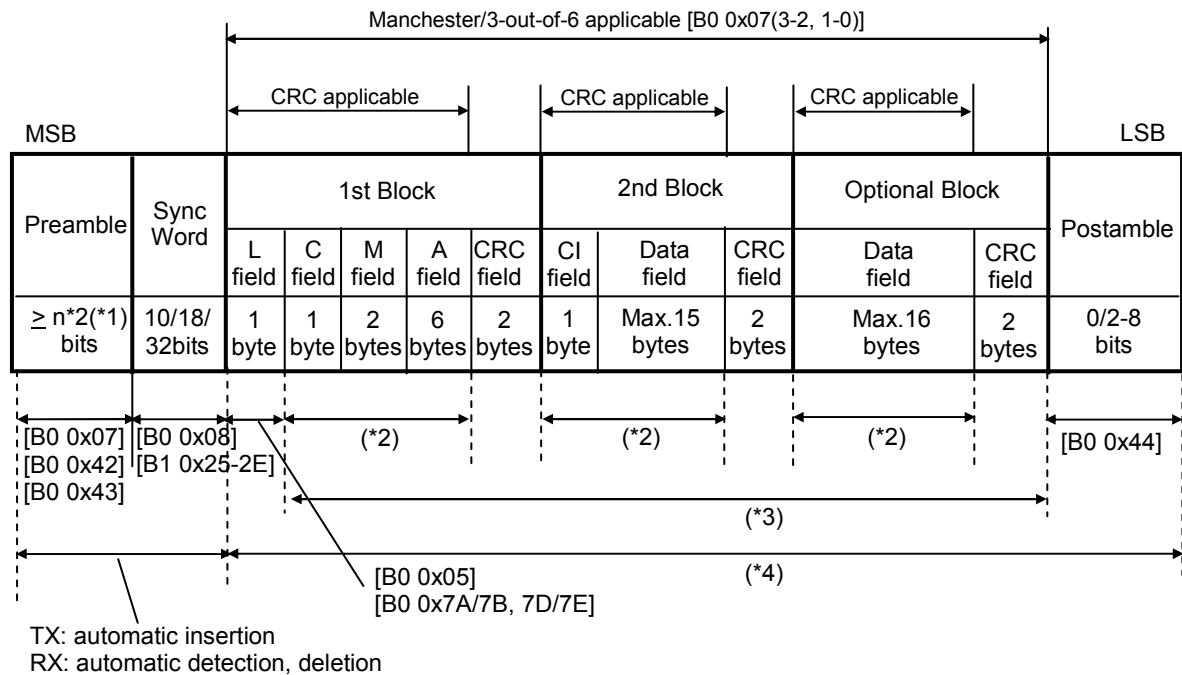 Manchester/3-out-of-6 applicable [B0 0x07(3-2, 1-0)]
CRC applicable
CRC applicable
CRC applicable
MSB
LSB
Preamble
Sync
Word
1st Block
2nd Block
Optional Block
Postamble
L
field
C
field
M
field
A
field
CRC
field
CI
field
Data
field
CRC
field
Data
field
CRC
field
≥ n*2(*1)
bits
10/18/
32bits
1
byte
1
byte
2
bytes
6
bytes
2
bytes
1
byte
Max.15
bytes
2
bytes
Max.16
bytes
2
bytes
0/2-8
bits
[B0 0x07]
[B0 0x42]
[B0 0x43]
[B0 0x08]
[B1 0x25-2E]
(*2)
(*2)
(*2)
[B0 0x44]
(*3)
(*4)
[B0 0x05]
[B0 0x7A/7B, 7D/7E]
TX: automatic insertion
RX: automatic detection, deletion